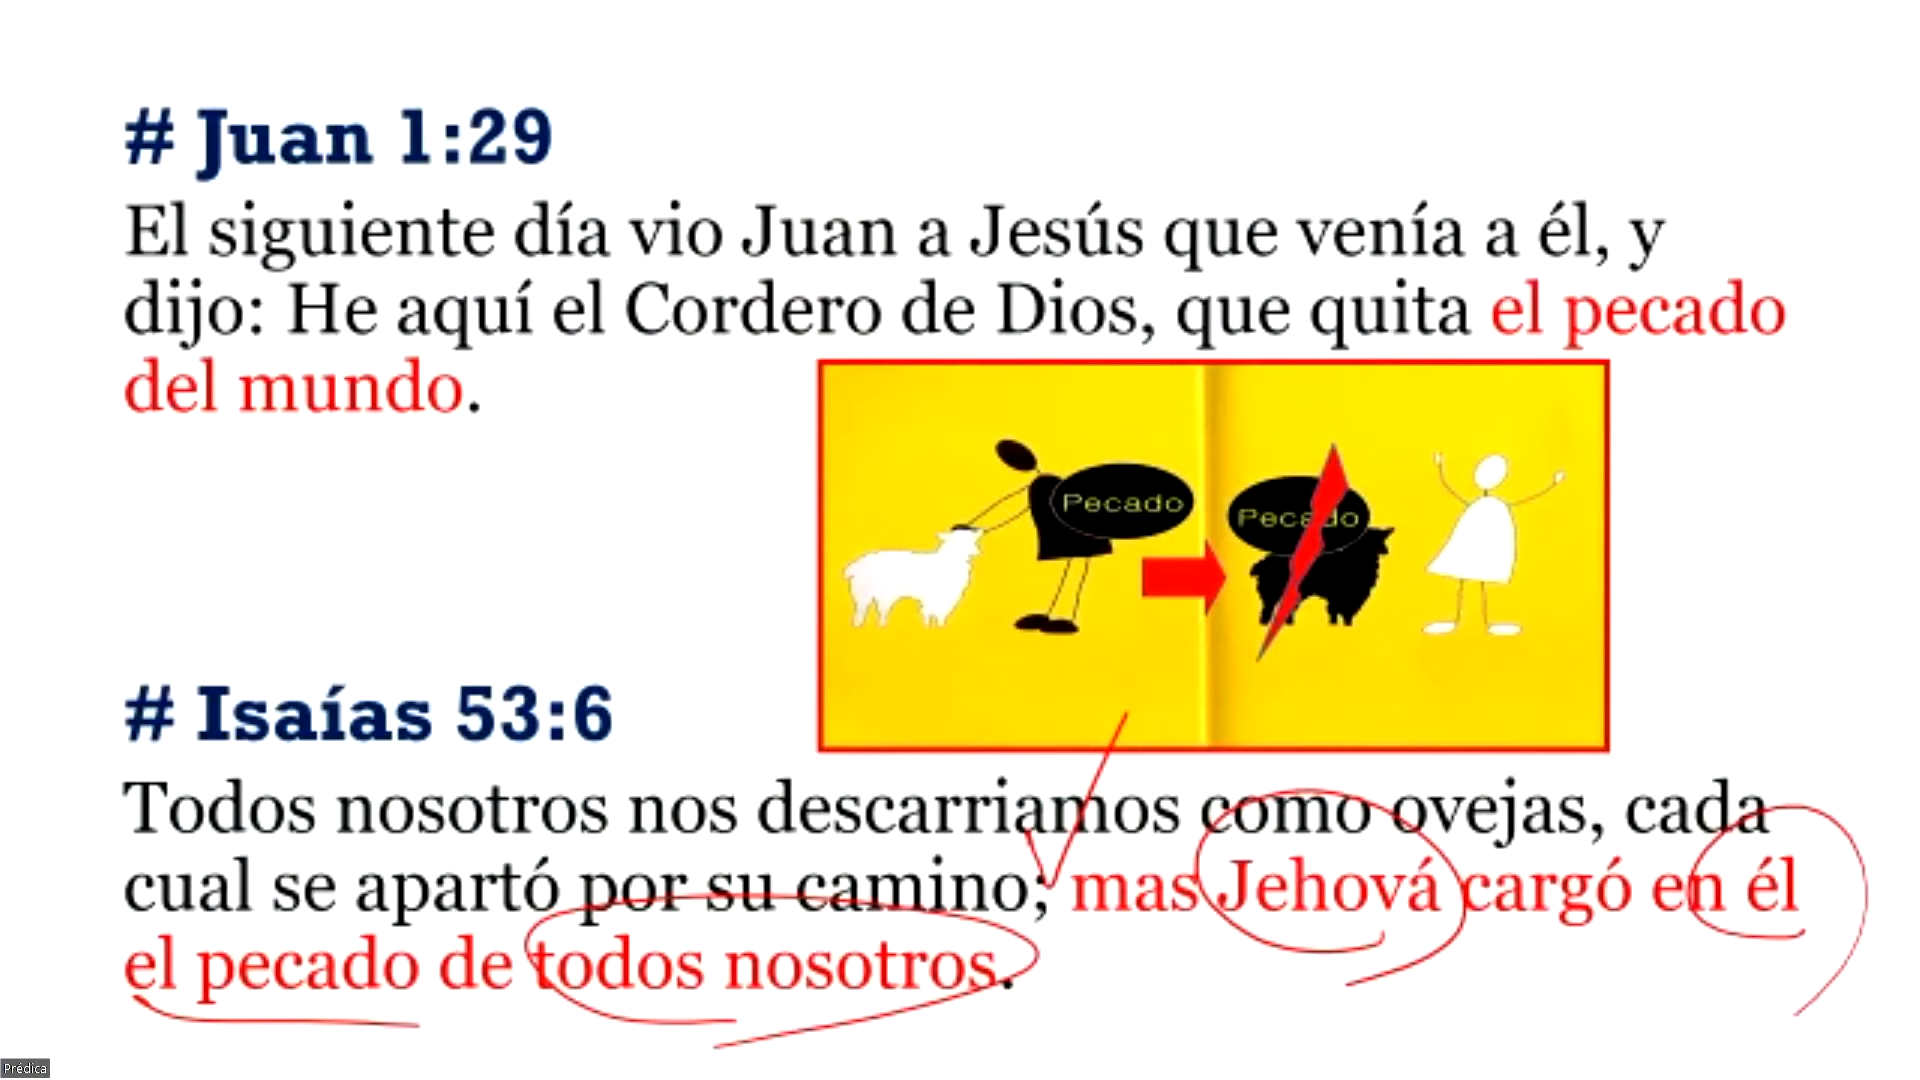 # Juan 1:29
El siguiente día vio Juan a Jesús que venía a él, y
dijo: He aquí el Cordero de Dios, que quita el pecado
del mundo.
Pecado
Pecado
# Isaías 53:6
Todos nosotros nos descarriamos como ovejas, cada
cual se apartó por su camino; mas Jehová cargó en él
el pecado de todos nosotros.
Prédica